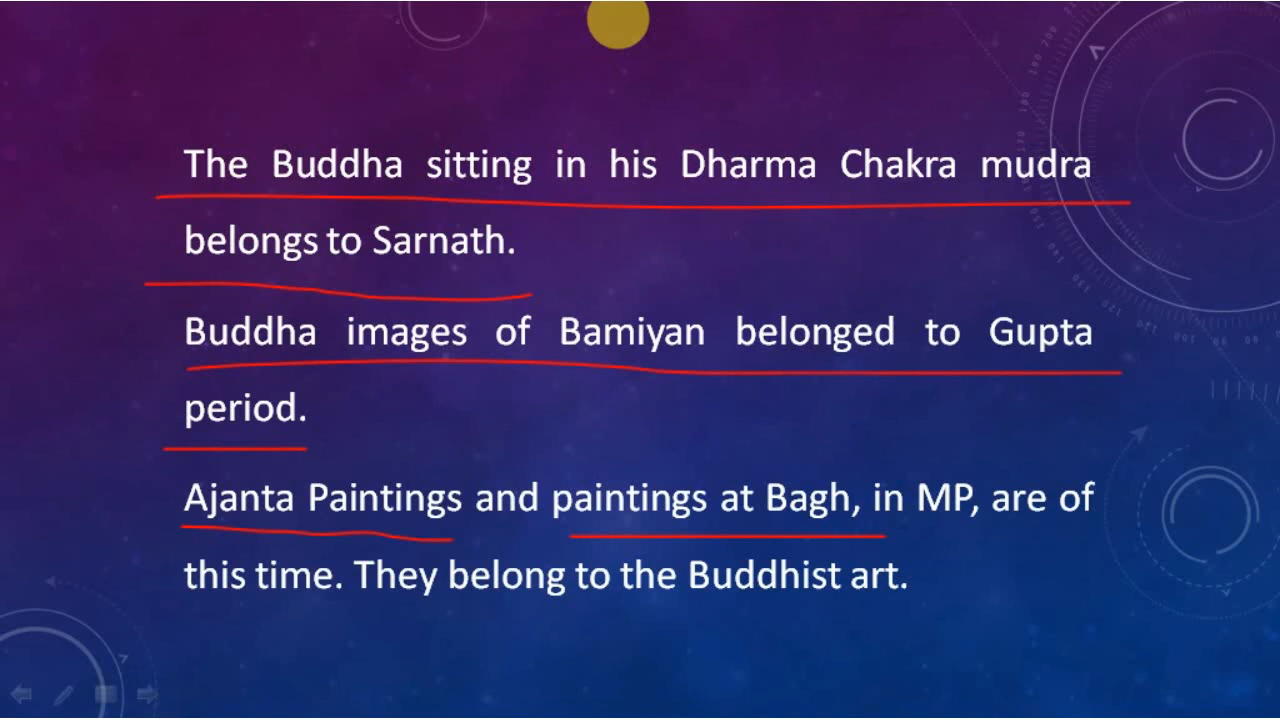 The Buddha sitting in his Dharma Chakra mudra
belongs to Sarnath.
Buddha images of Bamiyan belonged to Gupta
period.
Ajanta Paintings and paintings at Bagh, in MP, are of
this time. They belong to the Buddhist art.